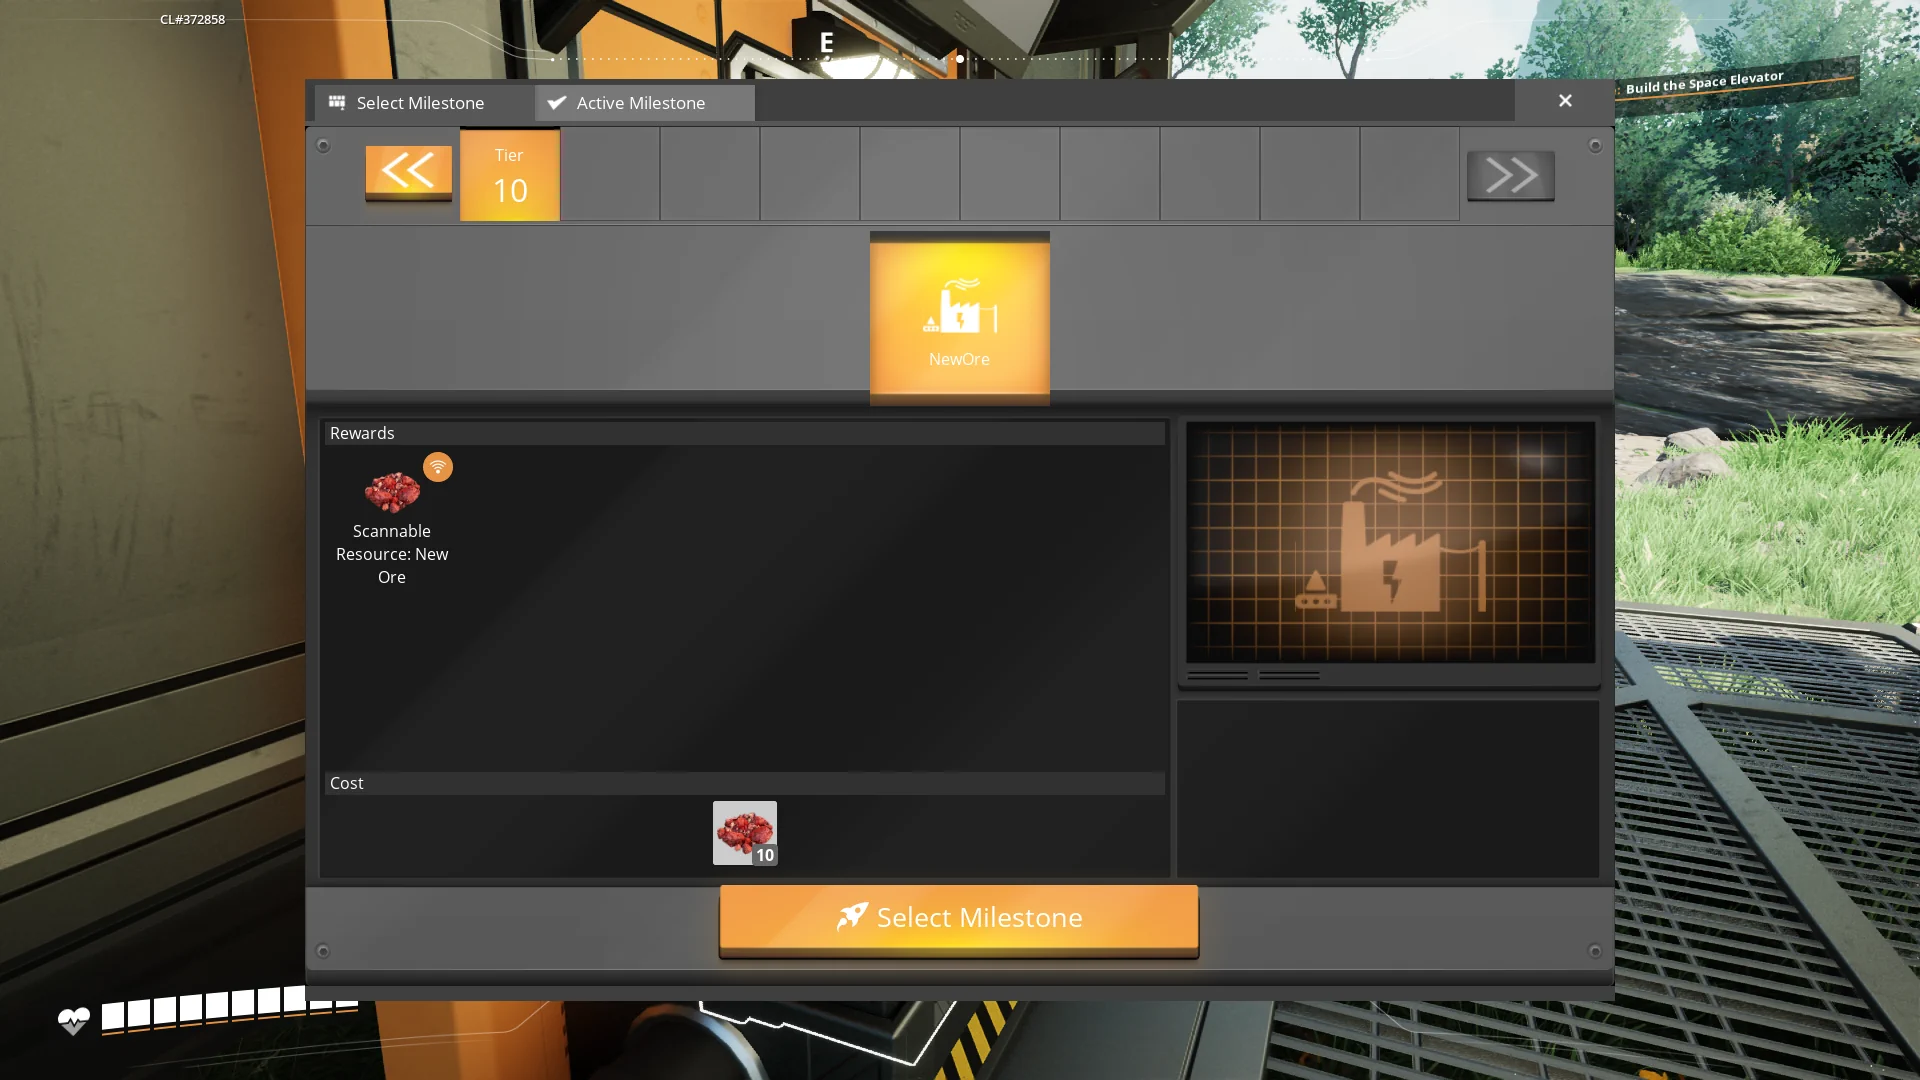 CL#372858
E
: Build the Space Elevator
Select Milestone
Active Milestone
Tier
10
NewOre
Rewards
Scannable
Resource: New
Ore
Cost
10
Select Milestone